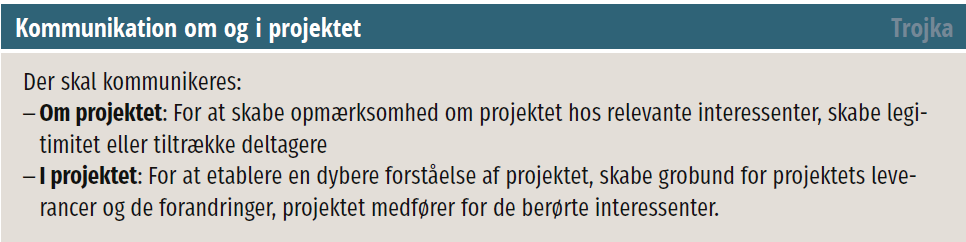 Kommunikation om og i projektet Trojka
Der skal kommunikeres:
– Om projektet: For at skabe opmærksomhed om projektet hos relevante interessenter, skabe legi-
timitet eller tiltrække deltagere
– I projektet: For at etablere en dybere forståelse af projektet, skabe grobund for projektets leve-
rancer og de forandringer, projektet medfører for de berørte interessenter.